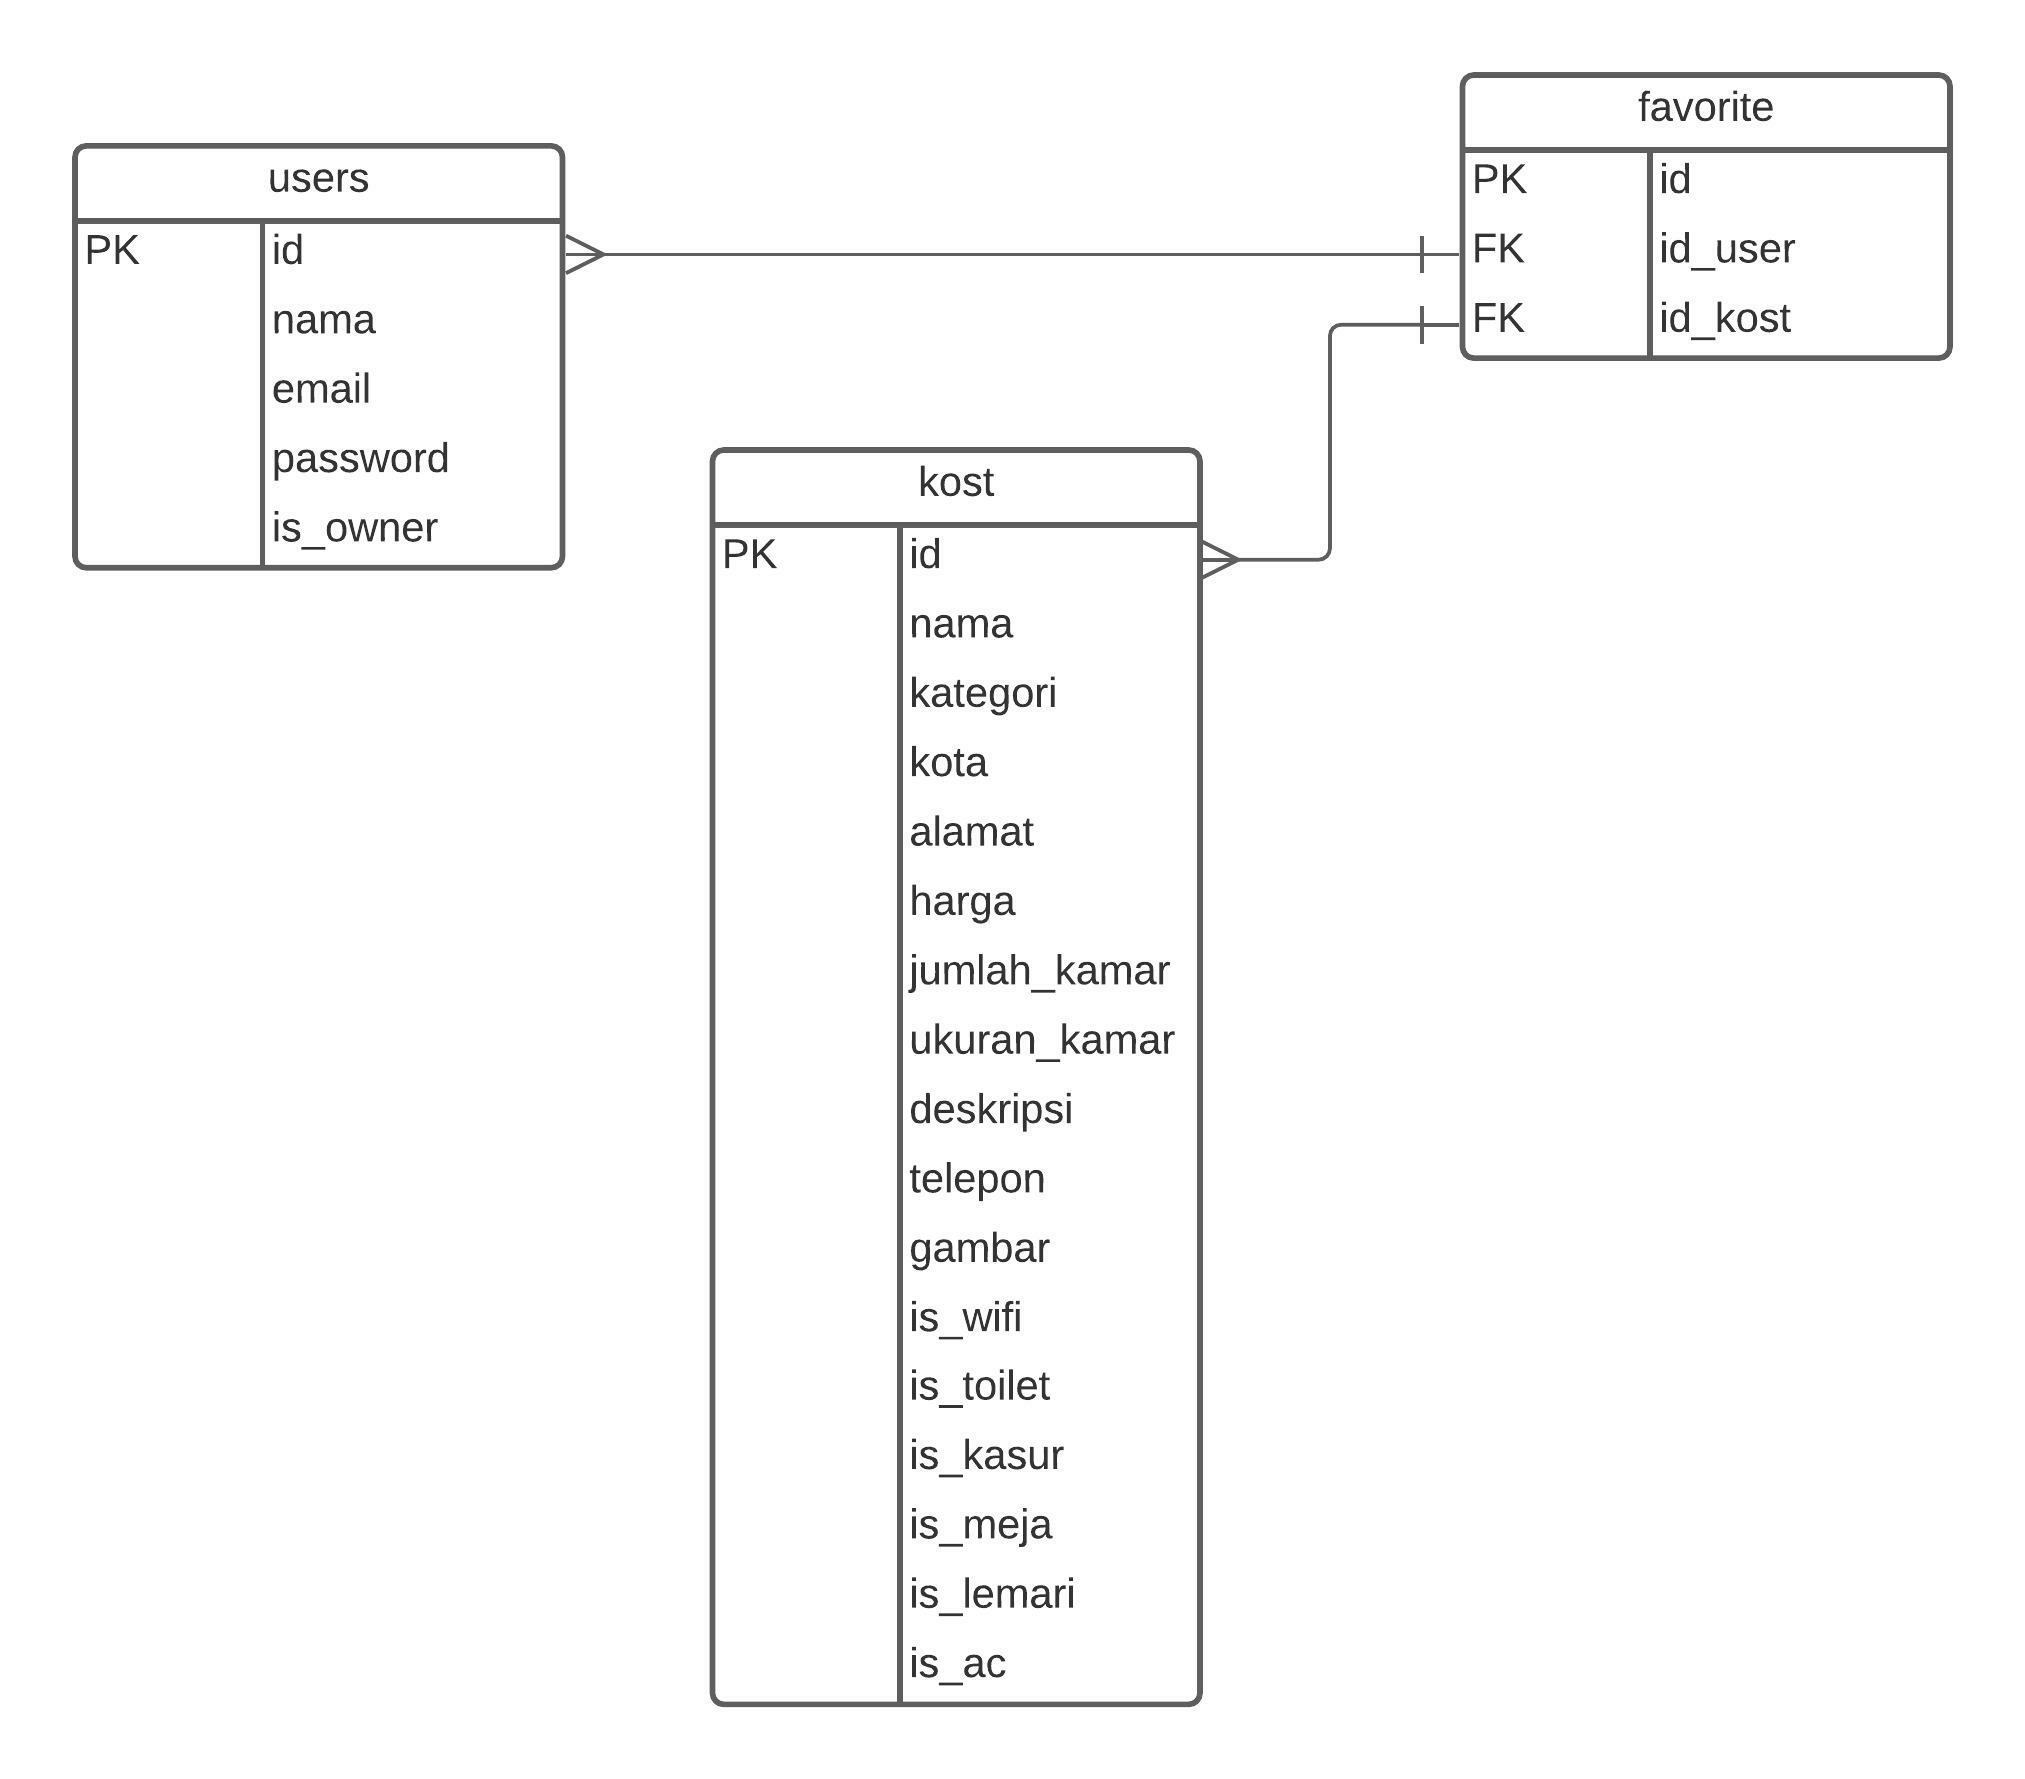 users
PK id
nama
email
password
is_owner
favorite
PK id
FK id_user
FK id_kost
kost
PK id
nama
kategori
kota
alamat
harga
jumlah_kamar
ukuran_kamar
deskripsi
telepon
gambar
is_wifi
is_toilet
is_kasur
is_meja
is_lemari
is_ac